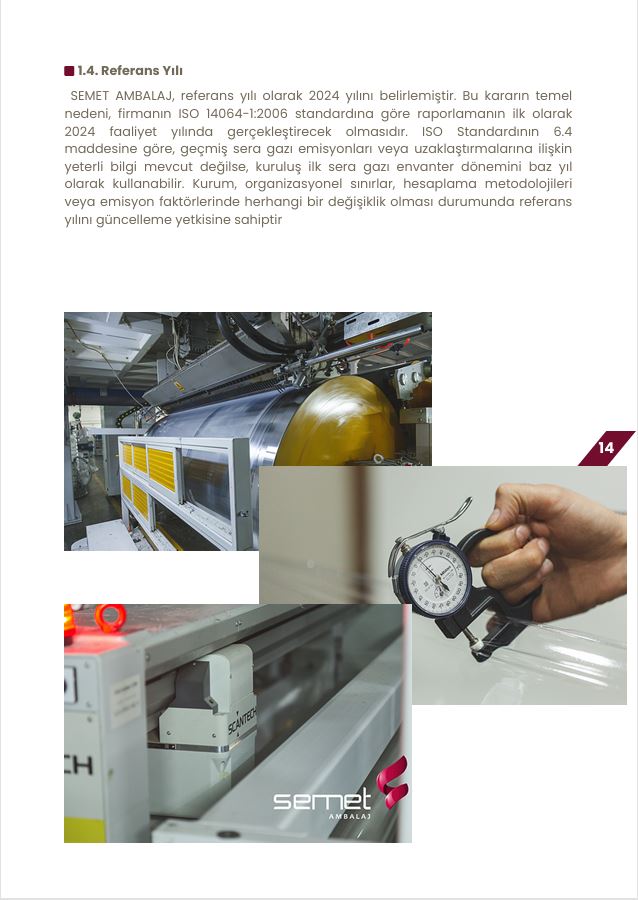 1.4. Referans Yılı
SEMET AMBALAJ, referans yılı olarak 2024 yılını belirlemiştir. Bu kararın temel
nedeni, firmanın ISO 14064-1:2006 standardına göre raporlamanın ilk olarak
2024 faaliyet yılında gerçekleştirecek olmasıdır. ISO Standardının 6.4
maddesine göre, geçmiş sera gazı emisyonları veya uzaklaştırmalarına ilişkin
yeterli bilgi mevcut değilse, kuruluş ilk sera gazı envanter dönemini baz yıl
olarak kullanabilir. Kurum, organizasyonel sınırlar, hesaplama metodolojileri
veya emisyon faktörlerinde herhangi bir değişiklik olması durumunda referans
yılını güncelleme yetkisine sahiptir
14
SCANTECH
CH
semet
AMBALAJ